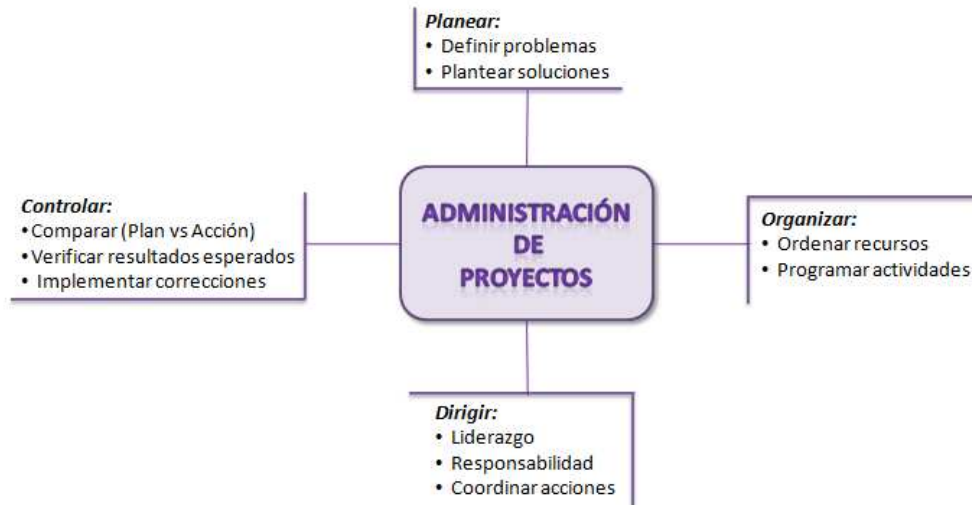 Planear:
• Definir problemas
• Plantear soluciones
Controlar:
• Comparar (Plan vs Acción)
• Verificar resultados esperados
• Implementar correcciones
ADMINISTRACIÓN
DE
PROYECTOS
Organizar:
• Ordenar recursos
• Programar actividades
Dirigir:
• Liderazgo
• Responsabilidad
• Coordinar acciones